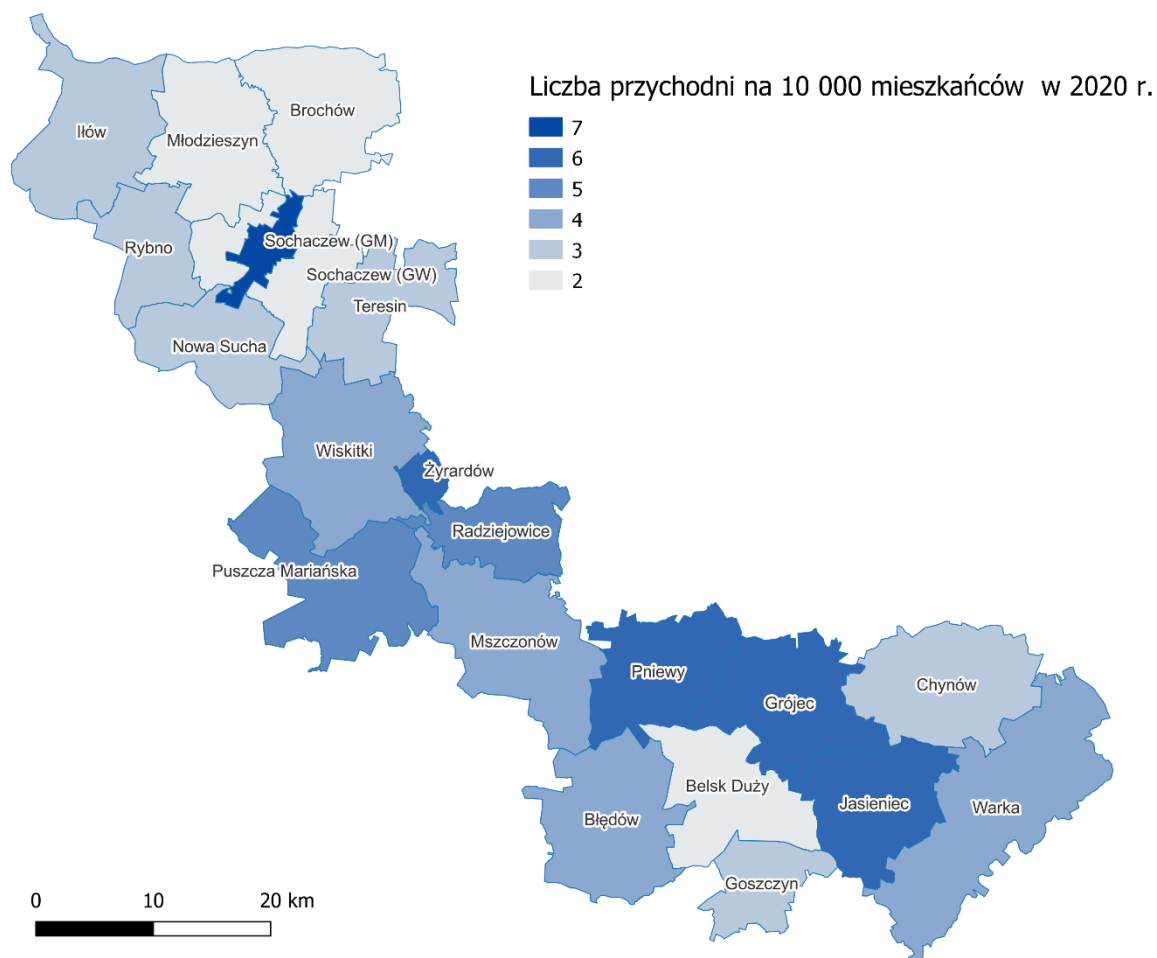 Liczba przychodni na 10 000 mieszkańców w 2020 r.
7
6
5
4
3
2
Brochów
Iłów
Młodzieszyn
Sochaczew (GM)
Rybno
Sochaczew (GW)
Teresin
Nowa Sucha
Wiskitki
Żyrardów
Radziejowice
Puszcza Mariańska
Mszczonów
Pniewy
Chynów
Grójec
Belsk Duży
Jasieniec
Warka
Błędów
Goszczyn
0 10 20 km